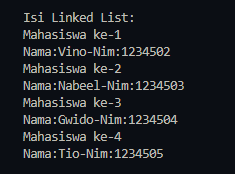 Isi Linked List:
Mahasiswa ke-1
Nama:Vino-Nim:1234502
Mahasiswa ke-2
Nama:Nabeel-Nim:1234503
Mahasiswa ke-3
Nama:Gwido-Nim:1234504
Mahasiswa ke-4
Nama:Tio-Nim:1234505